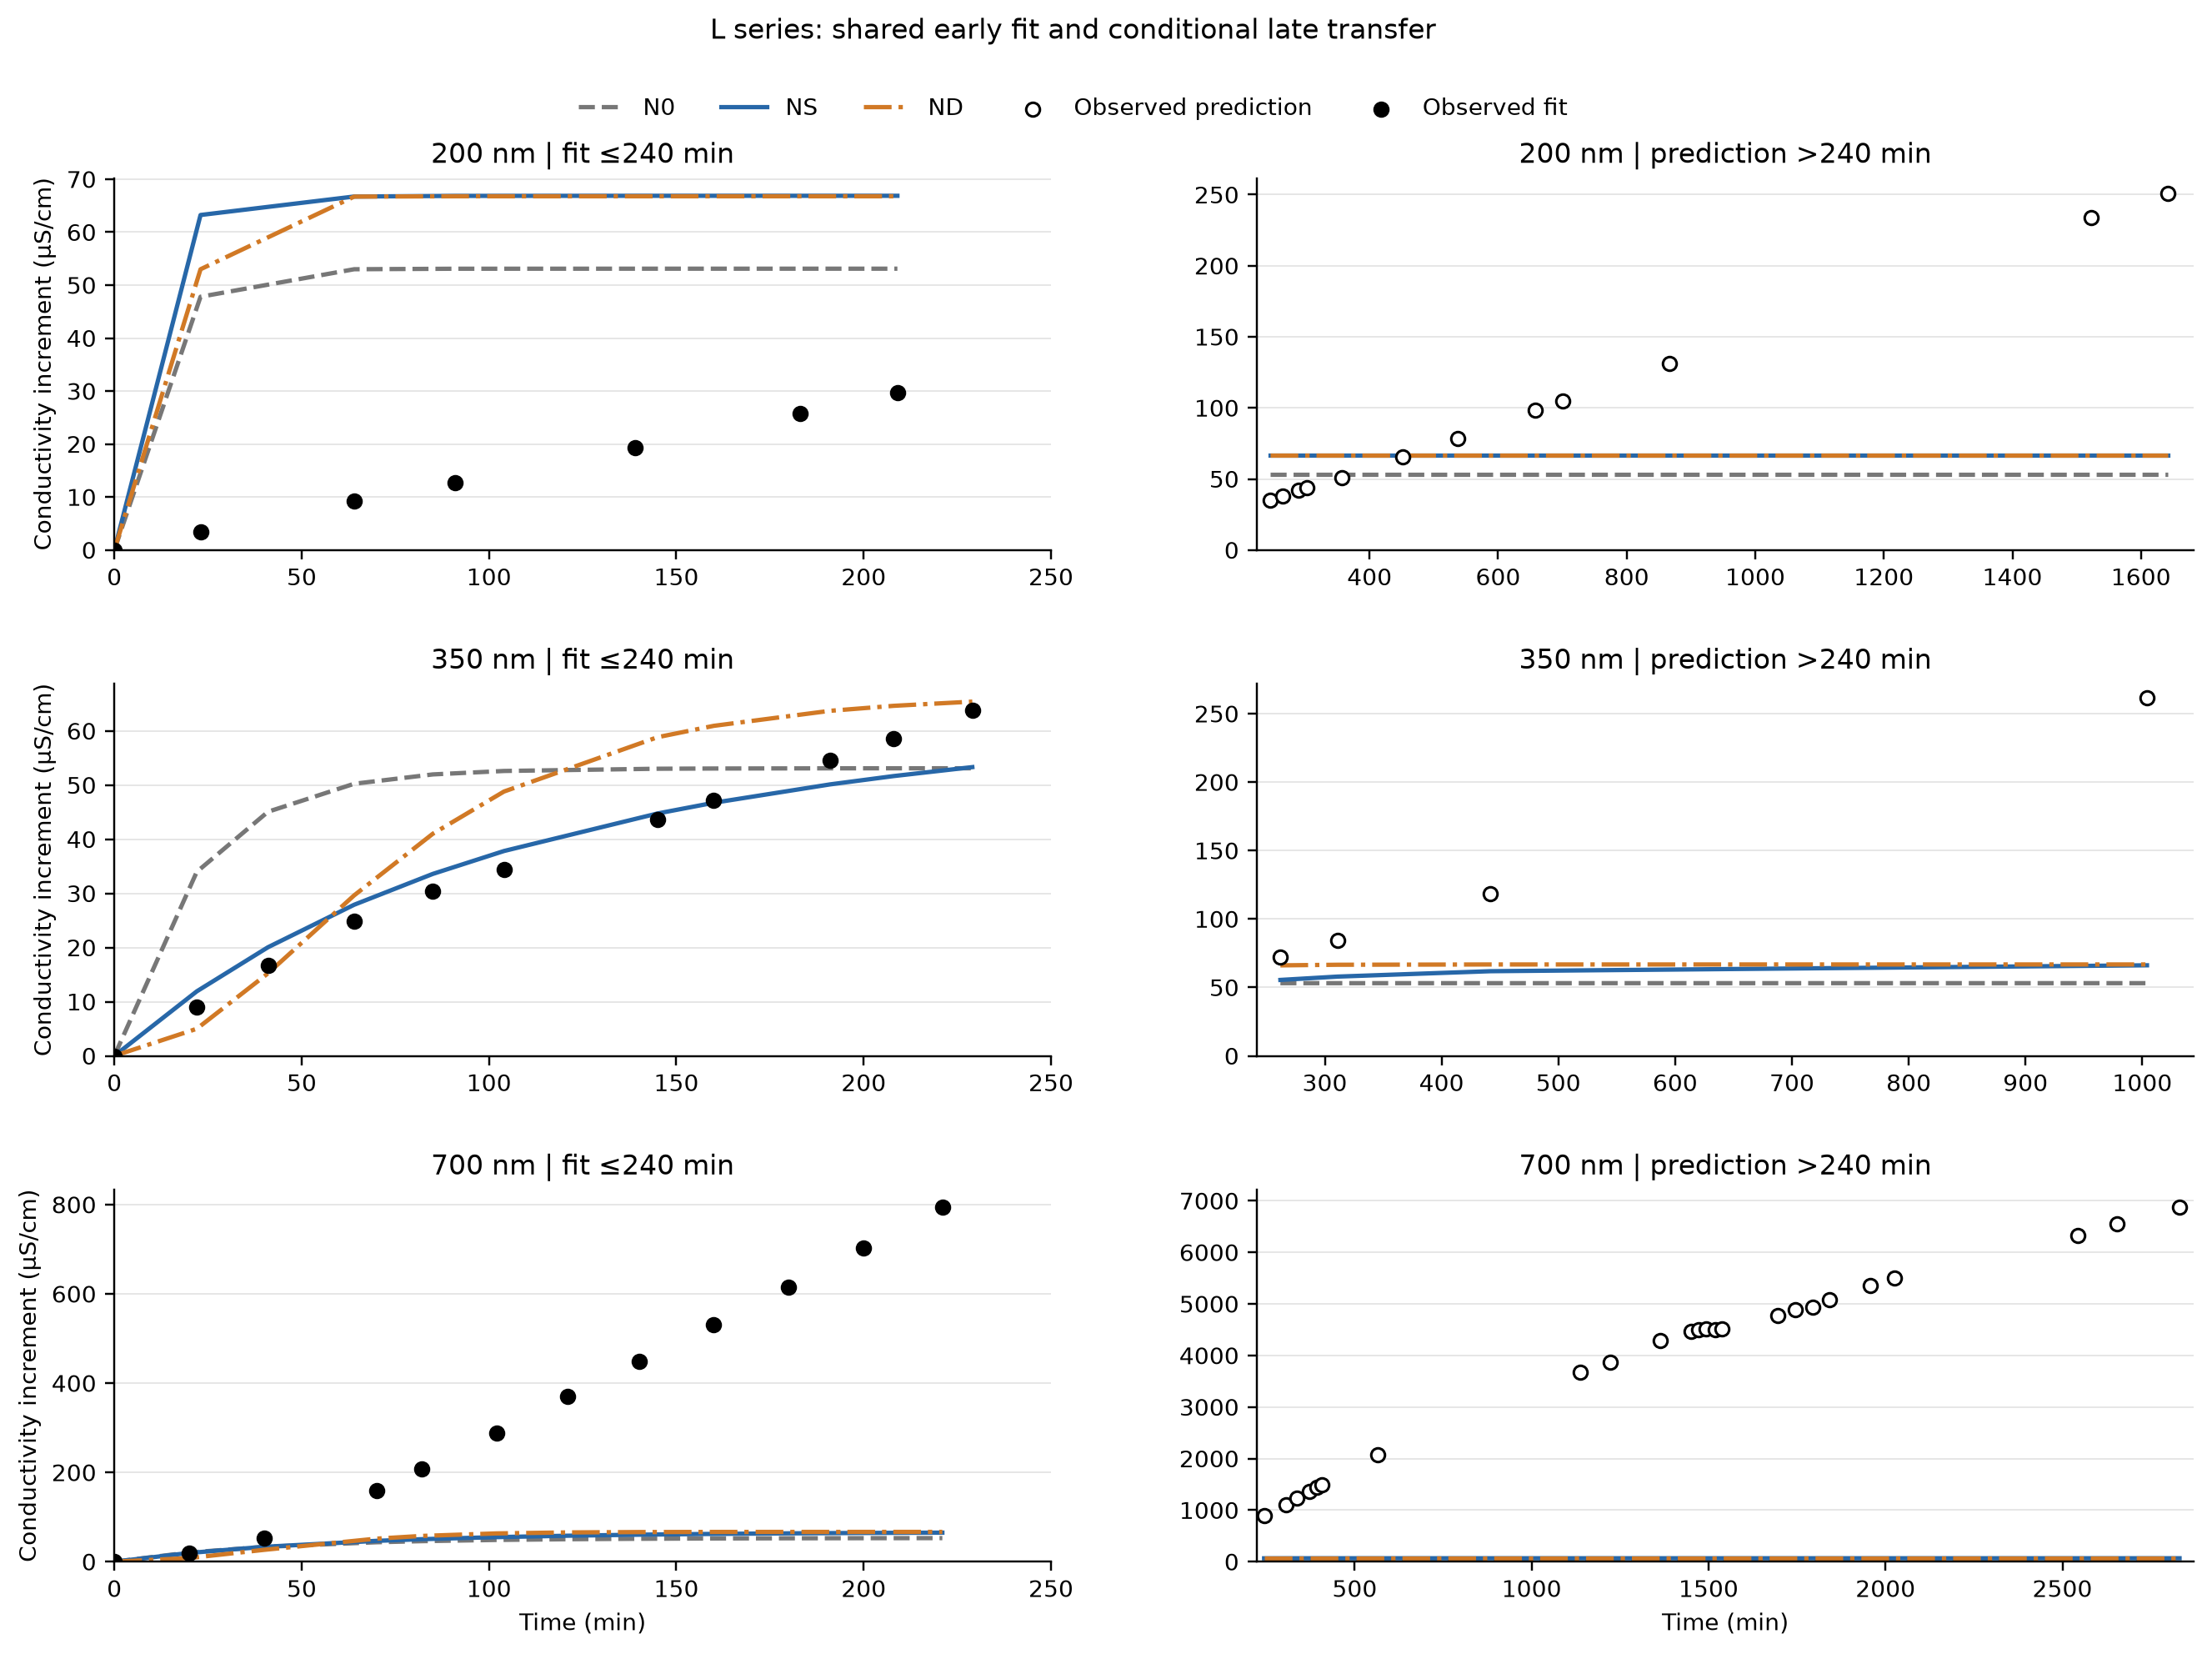 L series: shared early fit and conditional late transfer
N0 NS ND Observed prediction Observed fit
200 nm | fit ≤240 min
Conductivity increment (µS/cm)
70
60
50
40
30
20
10
0
0 50 100 150 200 250
200 nm | prediction >240 min
250
200
150
100
50
0
400 600 800 1000 1200 1400 1600
350 nm | fit ≤240 min
Conductivity increment (µS/cm)
60
50
40
30
20
10
0
0 50 100 150 200 250
350 nm | prediction >240 min
250
200
150
100
50
0
300 400 500 600 700 800 900 1000
700 nm | fit ≤240 min
Conductivity increment (µS/cm)
800
600
400
200
0
0 50 100 150 200 250
Time (min)
700 nm | prediction >240 min
7000
6000
5000
4000
3000
2000
1000
0
500 1000 1500 2000 2500
Time (min)